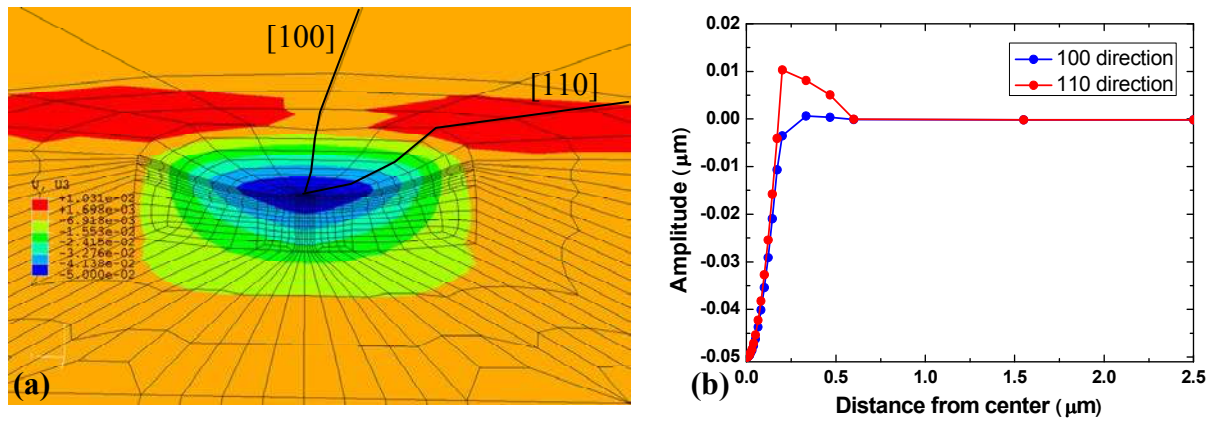 [100]
[110]
U, U3
+1.031e-02
+1.698e-03
-6.918e-03
-1.553e-02
-2.415e-02
-3.276e-02
-4.138e-02
-5.000e-02
(a)
0.02
0.01
0.00
-0.01
-0.02
-0.03
-0.04
-0.05
Amplitude (μm)
100 direction
110 direction
0.0 0.5 1.0 1.5 2.0 2.5
Distance from center (μm)
(b)